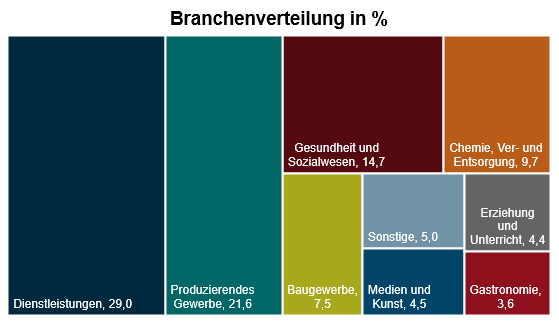 Branchenverteilung in %
Dienstleistungen, 29,0
Produzierendes
Gewerbe, 21,6
Gesundheit und
Sozialwesen, 14,7
Chemie, Ver- und
Entsorgung, 9,7
Baugewerbe,
7,5
Sonstige, 5,0
Medien und
Kunst, 4,5
Erziehung
und
Unterricht, 4,4
Gastronomie,
3,6